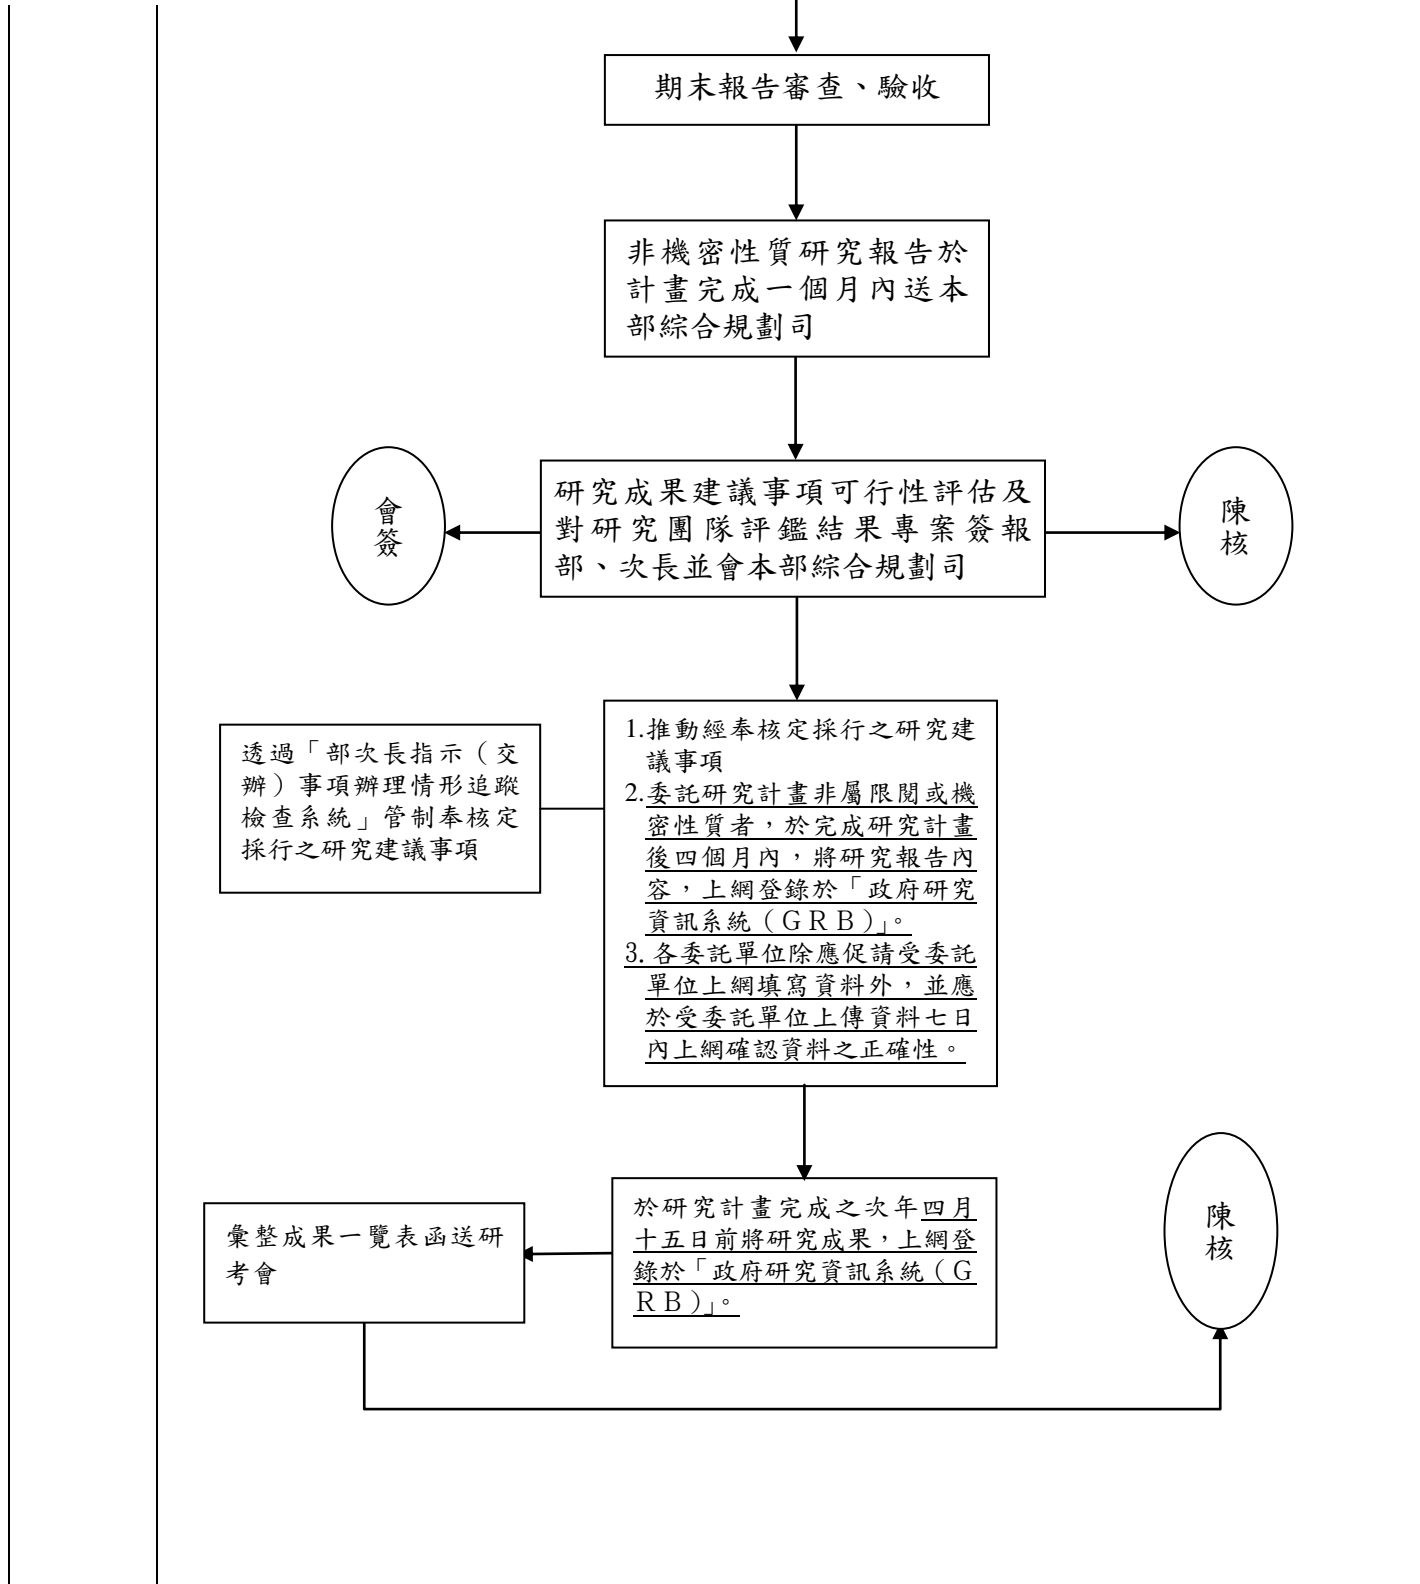 期末報告審查、驗收
非機密性質研究報告於
計畫完成一個月內送本
部綜合規劃司
會
簽
研究成果建議事項可行性評估及
對研究團隊評鑑結果專案簽報
部、次長並會本部綜合規劃司
陳
核
透過「部次長指示（交
辦）事項辦理情形追蹤
檢查系統」管制奉核定
採行之研究建議事項
1.推動經奉核定採行之研究建
議事項
2.委託研究計畫非屬限閱或機
密性質者，於完成研究計畫
後四個月內，將研究報告內
容，上網登錄於「政府研究
資訊系統（ＧＲＢ）」。
3. 各委託單位除應促請受委託
單位上網填寫資料外，並應
於受委託單位上傳資料七日
內上網確認資料之正確性。
彙整成果一覽表函送研
考會
於研究計畫完成之次年四月
十五日前將研究成果，上網登
錄於「政府研究資訊系統（Ｇ
ＲＢ）」。
陳
核